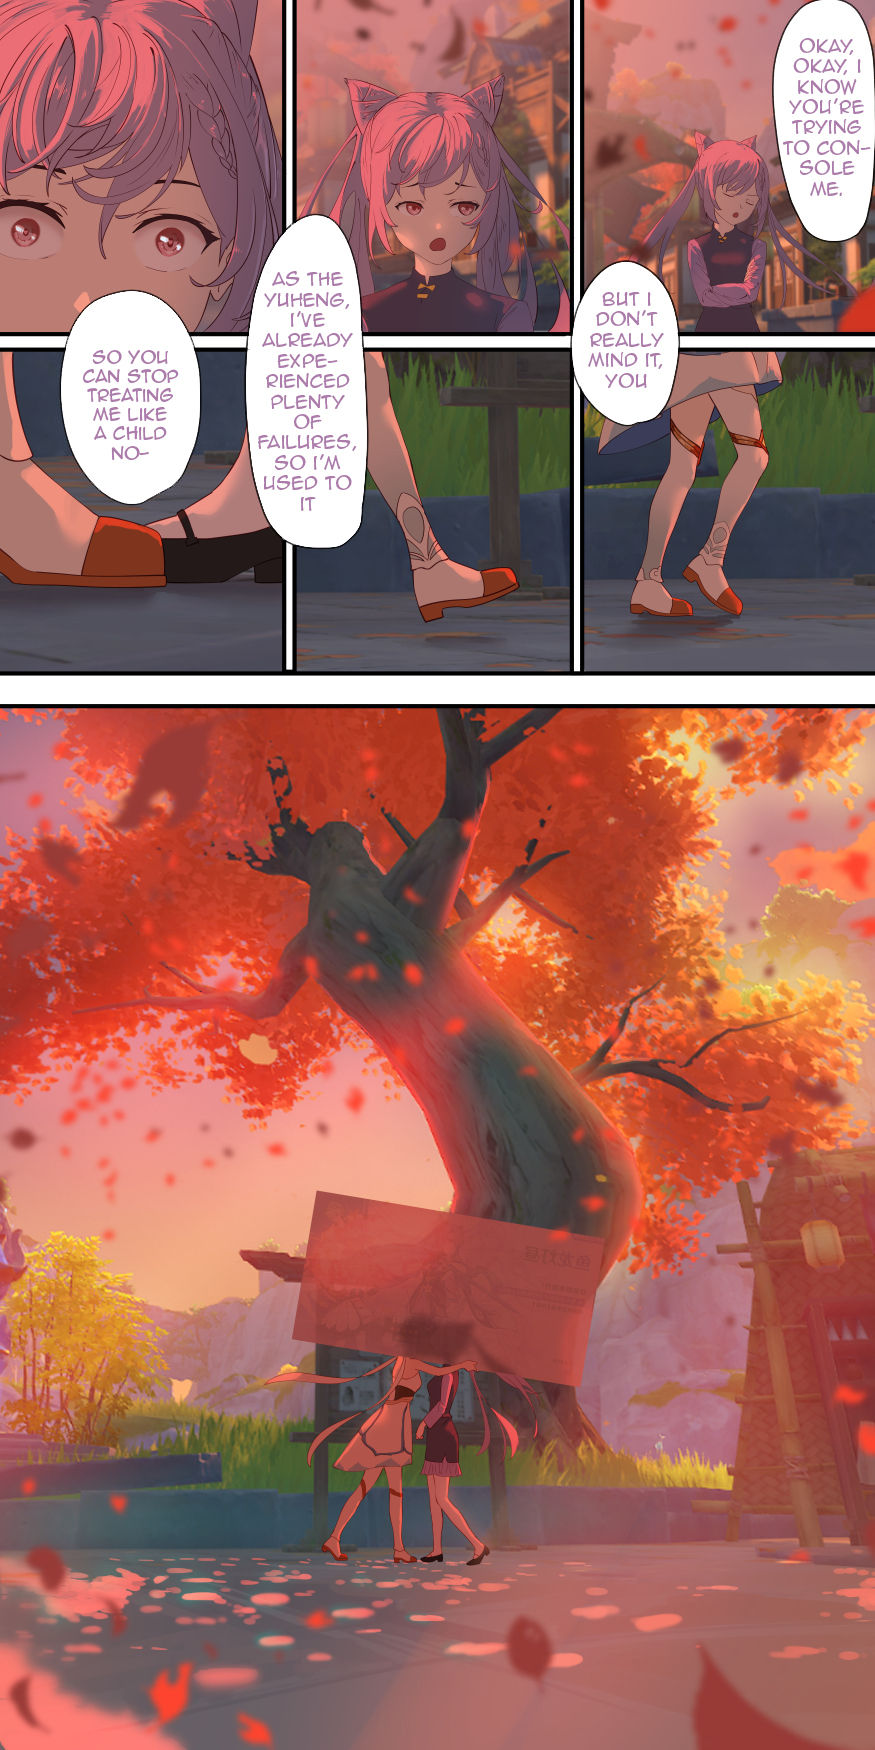 OKAY,
OKAY, I
KNOW
YOU'RE
TRYING
TO CON-
SOLE
ME.
BUT I
DON'T
REALLY
MIND IT,
YOU
AS THE
YUHENG,
I'VE
ALREADY
EXPE-
RIENCED
PLENTY
OF
FAILURES,
SO I'M
USED TO
IT
SO YOU
CAN STOP
TREATING
ME LIKE
A CHILD
NO-